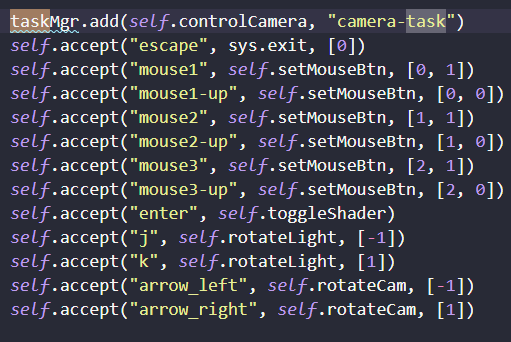 taskMgr.add(self.controlCamera, "camera-task")
self.accept("escape", sys.exit, [0])
self.accept("mouse1", self.setMouseBtn, [0, 1])
self.accept("mouse1-up", self.setMouseBtn, [0, 0])
self.accept("mouse2", self.setMouseBtn, [1, 1])
self.accept("mouse2-up", self.setMouseBtn, [1, 0])
self.accept("mouse3", self.setMouseBtn, [2, 1])
self.accept("mouse3-up", self.setMouseBtn, [2, 0])
self.accept("enter", self.toggleShader)
self.accept("j", self.rotateLight, [-1])
self.accept("k", self.rotateLight, [1])
self.accept("arrow_left", self.rotateCam, [-1])
self.accept("arrow_right", self.rotateCam, [1])